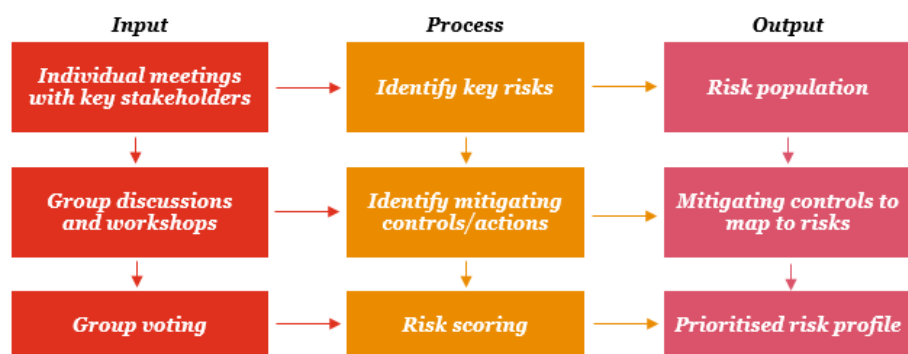 Input
Process
Output
Individual meetings
with key stakeholders
Identify key risks
Risk population
Group discussions
and workshops
Identify mitigating
controls/actions
Mitigating controls to
map to risks
Group voting
Risk scoring
Prioritised risk profile